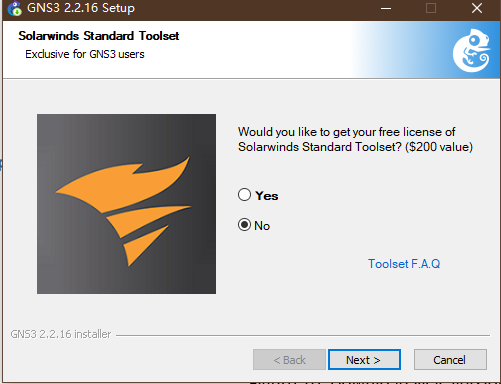 GNS3 2.2.16 Setup
Solarwinds Standard Toolset
Exclusive for GNS3 users
Would you like to get your free license of
Solarwinds Standard Toolset? ($200 value)
Yes
No
Toolset F.A.Q
GNS3 2.2.16 installer
< Back
Next >
Cancel